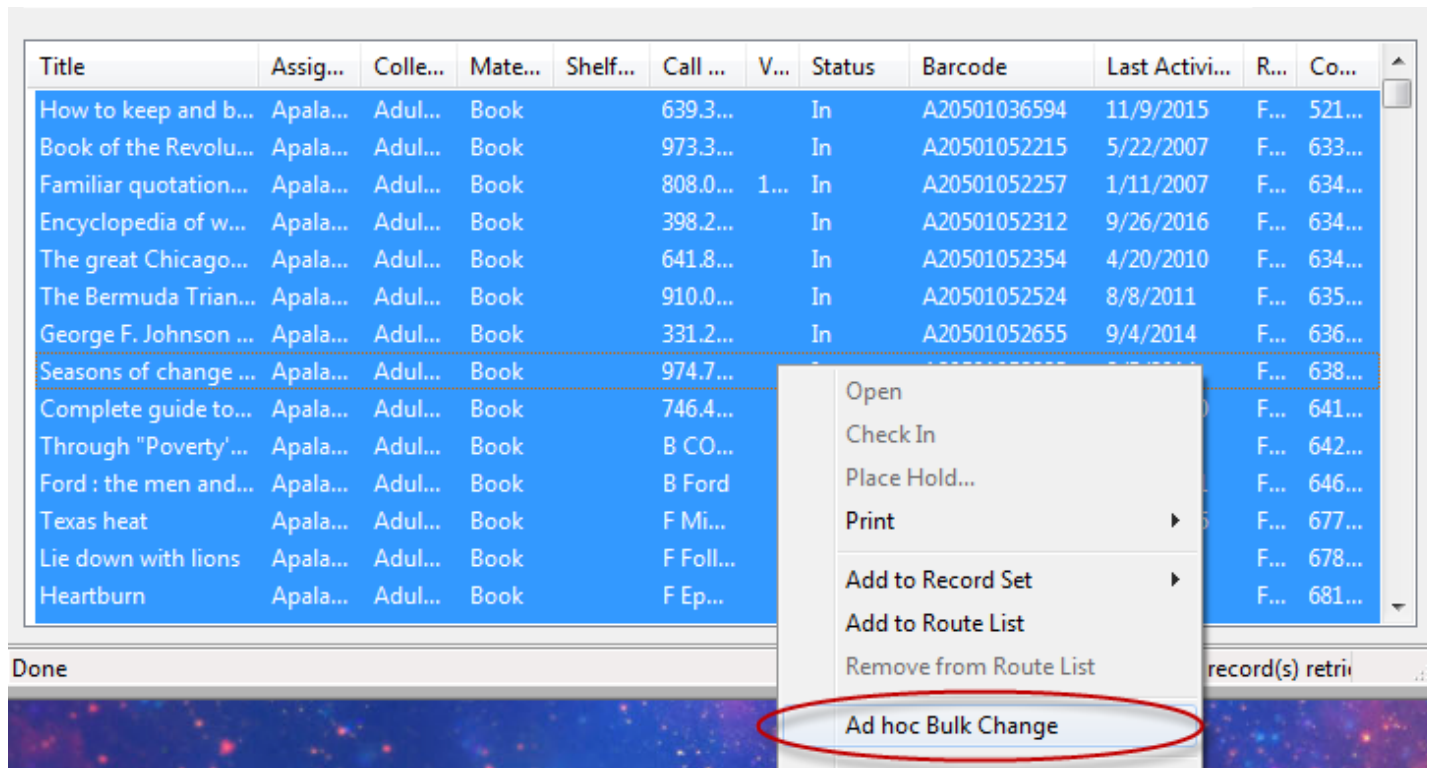 Title Assig... Colle... Mate... Shelf... Call ... V... Status Barcode Last Activi... R... Co...
How to keep and b... Apala... Adul... Book 639.3... In A20501036594 11/9/2015 F... 521...
Book of the Revolu... Apala... Adul... Book 973.3... In A20501052215 5/22/2007 F... 633...
Familiar quotation... Apala... Adul... Book 808.0... 1... In A20501052257 1/11/2007 F... 634...
Encyclopedia of w... Apala... Adul... Book 398.2... In A20501052312 9/26/2016 F... 634...
The great Chicago... Apala... Adul... Book 641.8... In A20501052354 4/20/2010 F... 634...
The Bermuda Trian... Apala... Adul... Book 910.0... In A20501052524 8/8/2011 F... 635...
George F. Johnson ... Apala... Adul... Book 331.2... In A20501052655 9/4/2014 F... 636...
Seasons of change ... Apala... Adul... Book 974.7... F... 638...
Complete guide to... Apala... Adul... Book 746.4... F... 641...
Through "Poverty'... Apala... Adul... Book B CO... F... 642...
Ford : the men and... Apala... Adul... Book B Ford F... 646...
Texas heat Apala... Adul... Book F Mi... F... 677...
Lie down with lions Apala... Adul... Book F Foll... F... 678...
Heartburn Apala... Adul... Book F Ep... F... 681...
Open
Check In
Place Hold...
Print
Add to Record Set
Add to Route List
Remove from Route List
Ad hoc Bulk Change
Done record(s) retri